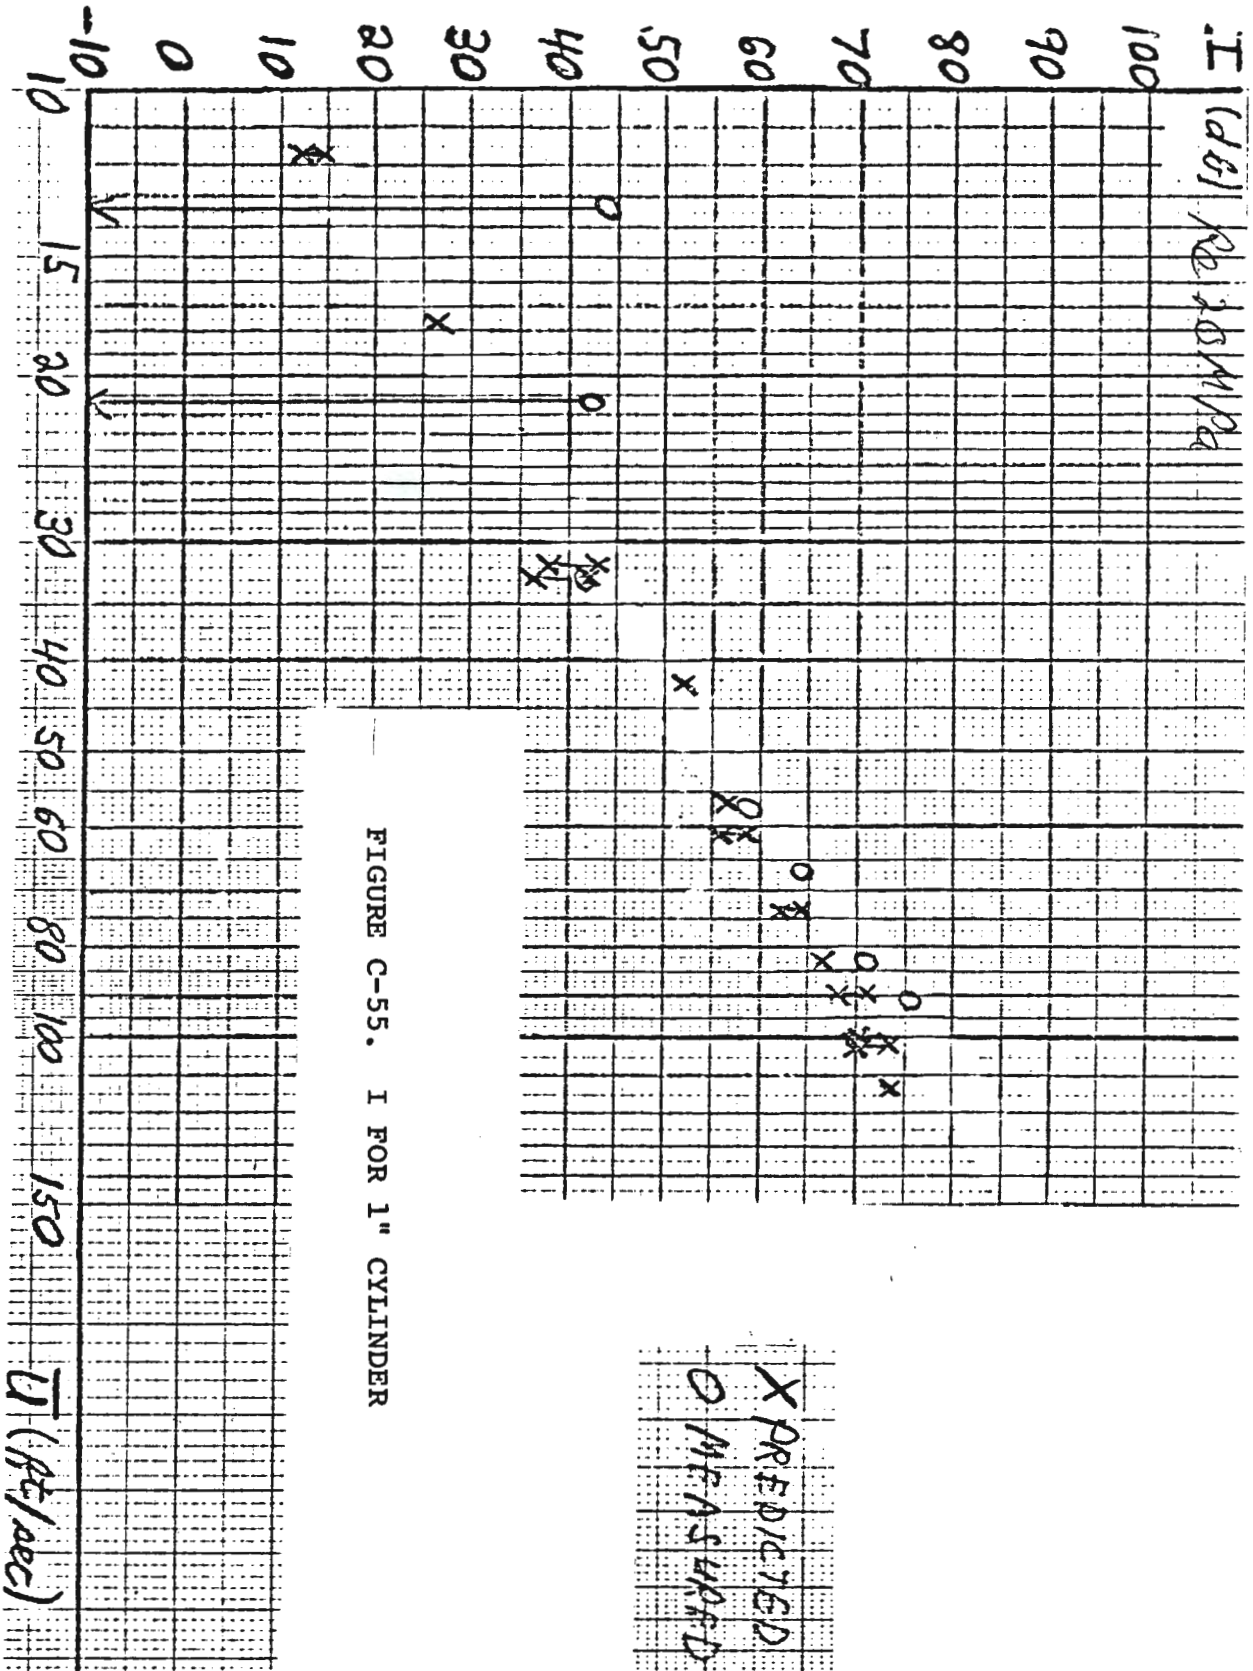 I (dB) Re 20 MPa
100
90
80
70
60
50
40
30
20
10
0
-10
10 15 20 30 40 50 60 80 100 150 U̅ (ft/sec)
X PREDICTED
O MEASURED
FIGURE C-55. I FOR 1" CYLINDER